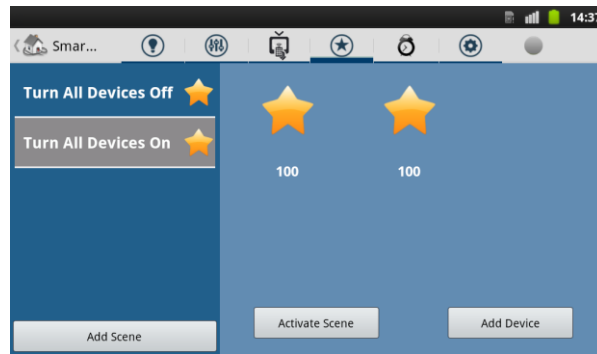 14:37
Smar...
Turn All Devices Off
Turn All Devices On
100
100
Activate Scene
Add Device
Add Scene